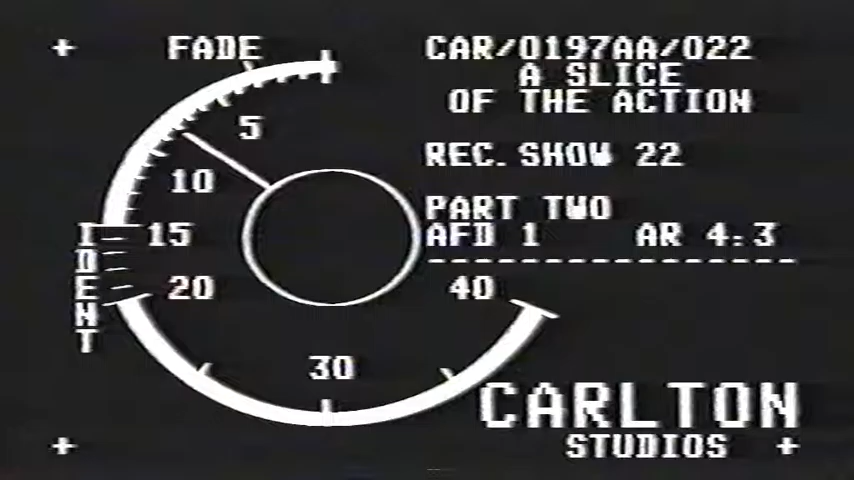 + FADE CAR/0197AA/022
A SLICE
OF THE ACTION
5
REC. SHOW 22
10
PART TWO
15 AFD 1 AR 4:3
-----------------
IDENT
20 40
30
CARLTON
STUDIOS +
+